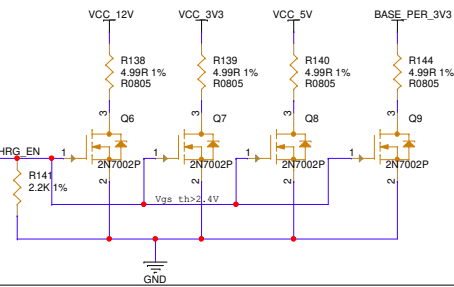 VCC_12V
VCC_3V3
VCC_5V
BASE_PER_3V3
R138
4.99R 1%
R0805
R139
4.99R 1%
R0805
R140
4.99R 1%
R0805
R144
4.99R 1%
R0805
3
Q6
3
Q7
3
Q8
3
Q9
HRG_EN
1
1
1
1
2N7002P
2N7002P
2N7002P
2N7002P
R141
2.2K 1%
2
2
2
2
Vgs th>2.4V
GND